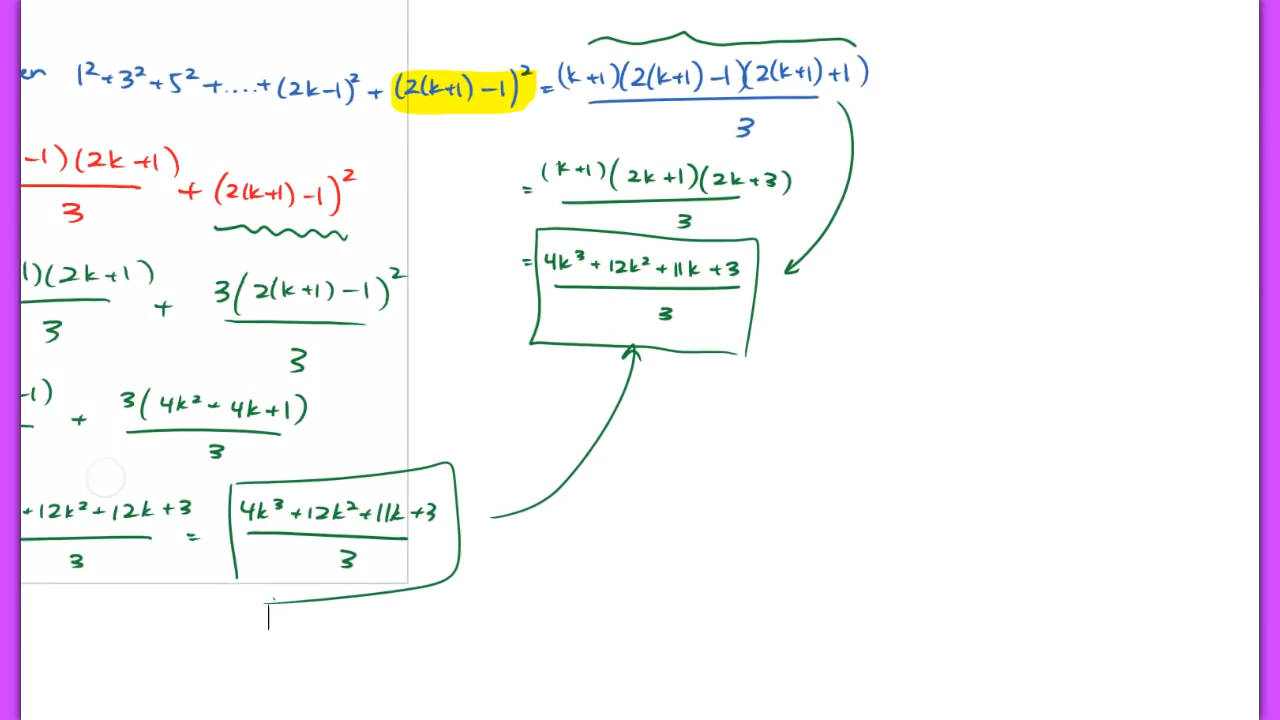 en 1² + 3² + 5² + .... + (2k-1)² + (2(k+1) -1)² = (k+1)(2(k+1) -1)(2(k+1) +1)
3
-1)(2k+1)
3
+ (2(k+1) -1)²
= (k+1)(2k+1)(2k+3)
3
1)(2k+1)
3
+ 3(2(k+1) -1)²
3
= 4k³ + 12k² + 11k + 3
3
-1)
+ 3(4k² + 4k + 1)
3
+ 12k² + 12k + 3
3
= 4k³ + 12k² + 11k + 3
3